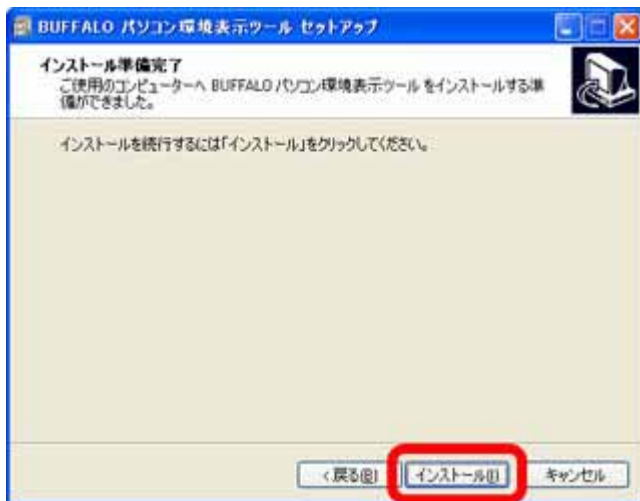 BUFFALO パソコン環境表示ツール セットアップ
インストール準備完了
ご使用のコンピューターへ BUFFALO パソコン環境表示ツール をインストールする準
備ができました。
インストールを続行するには「インストール」をクリックしてください。
< 戻る(B) インストール(I) キャンセル